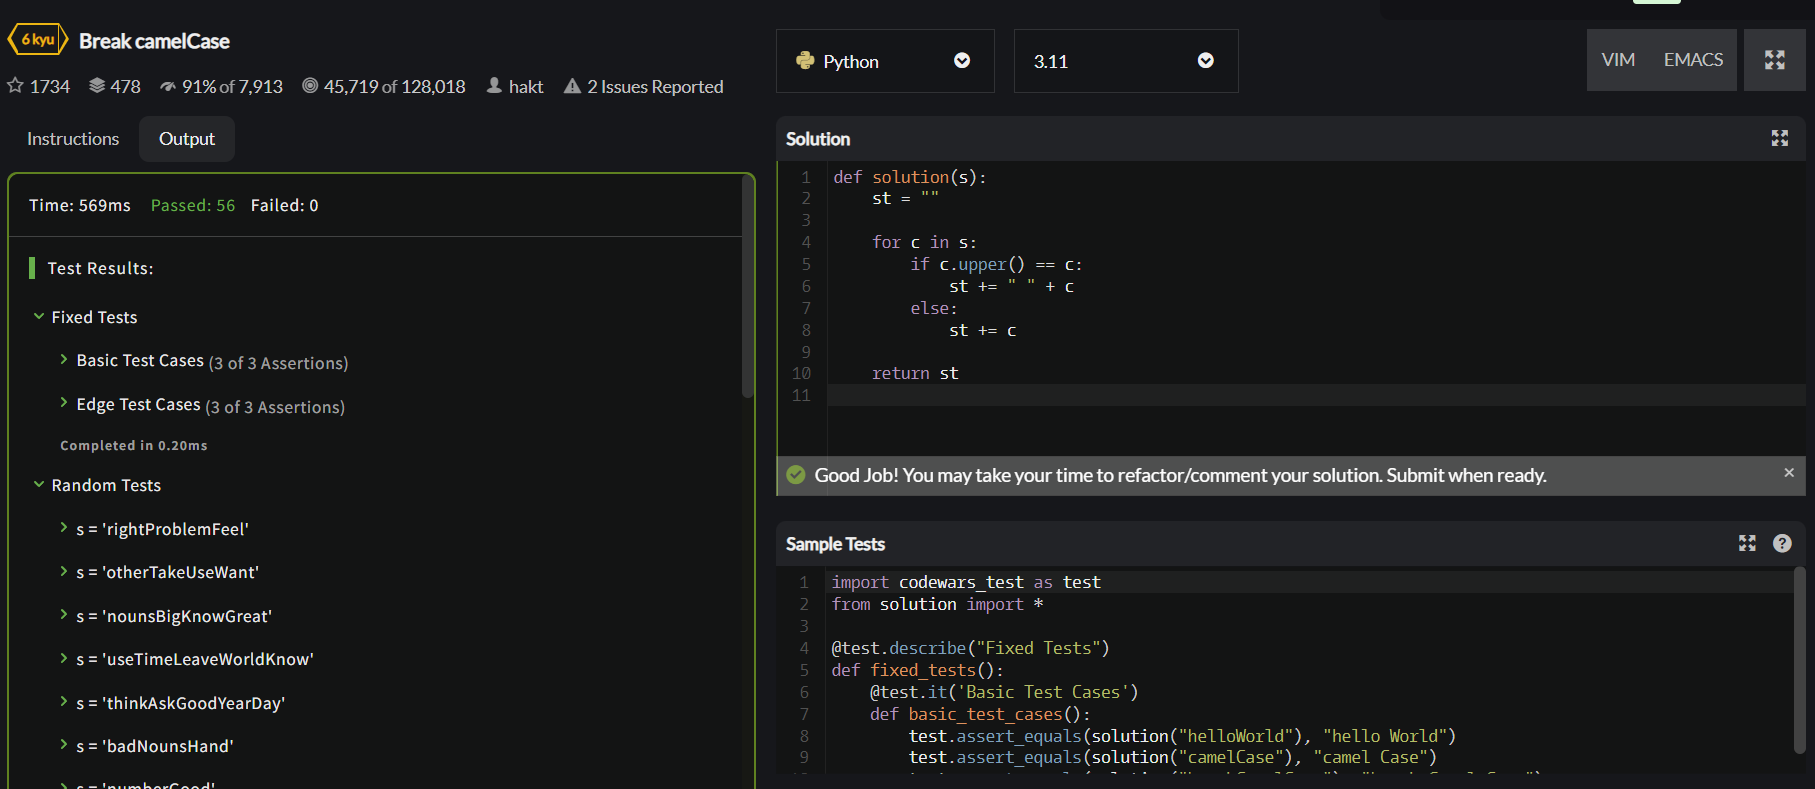 6 kyu Break camelCase
1734 478 91% of 7,913 45,719 of 128,018 hakt 2 Issues Reported
Instructions Output
Time: 569ms Passed: 56 Failed: 0
Test Results:
Fixed Tests
Basic Test Cases (3 of 3 Assertions)
Edge Test Cases (3 of 3 Assertions)
Completed in 0.20ms
Random Tests
s = 'rightProblemFeel'
s = 'otherTakeUseWant'
s = 'nounsBigKnowGreat'
s = 'useTimeLeaveWorldKnow'
s = 'thinkAskGoodYearDay'
s = 'badNounsHand'
s = 'numberGood'
Python 3.11 VIM EMACS
Solution
1 def solution(s):
2     st = ""
3
4     for c in s:
5         if c.upper() == c:
6             st += " " + c
7         else:
8             st += c
9
10     return st
11
Good Job! You may take your time to refactor/comment your solution. Submit when ready. ×
Sample Tests ?
1 import codewars_test as test
2 from solution import *
3
4 @test.describe("Fixed Tests")
5 def fixed_tests():
6     @test.it('Basic Test Cases')
7     def basic_test_cases():
8         test.assert_equals(solution("helloWorld"), "hello World")
9         test.assert_equals(solution("camelCase"), "camel Case")